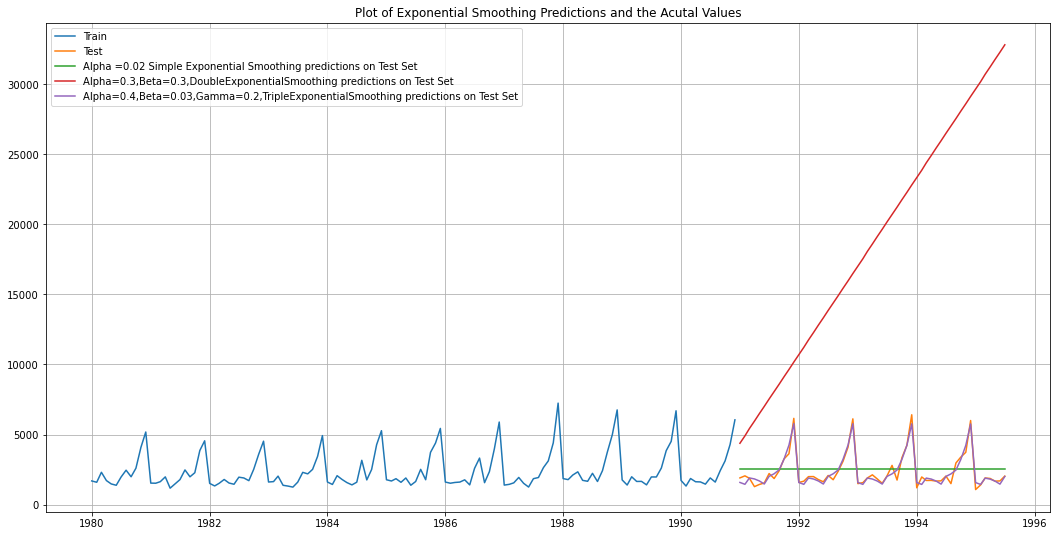 Plot of Exponential Smoothing Predictions and the Acutal Values
Train
Test
Alpha =0.02 Simple Exponential Smoothing predictions on Test Set
Alpha=0.3,Beta=0.3,DoubleExponentialSmoothing predictions on Test Set
Alpha=0.4,Beta=0.03,Gamma=0.2,TripleExponentialSmoothing predictions on Test Set
30000
25000
20000
15000
10000
5000
0
1980 1982 1984 1986 1988 1990 1992 1994 1996